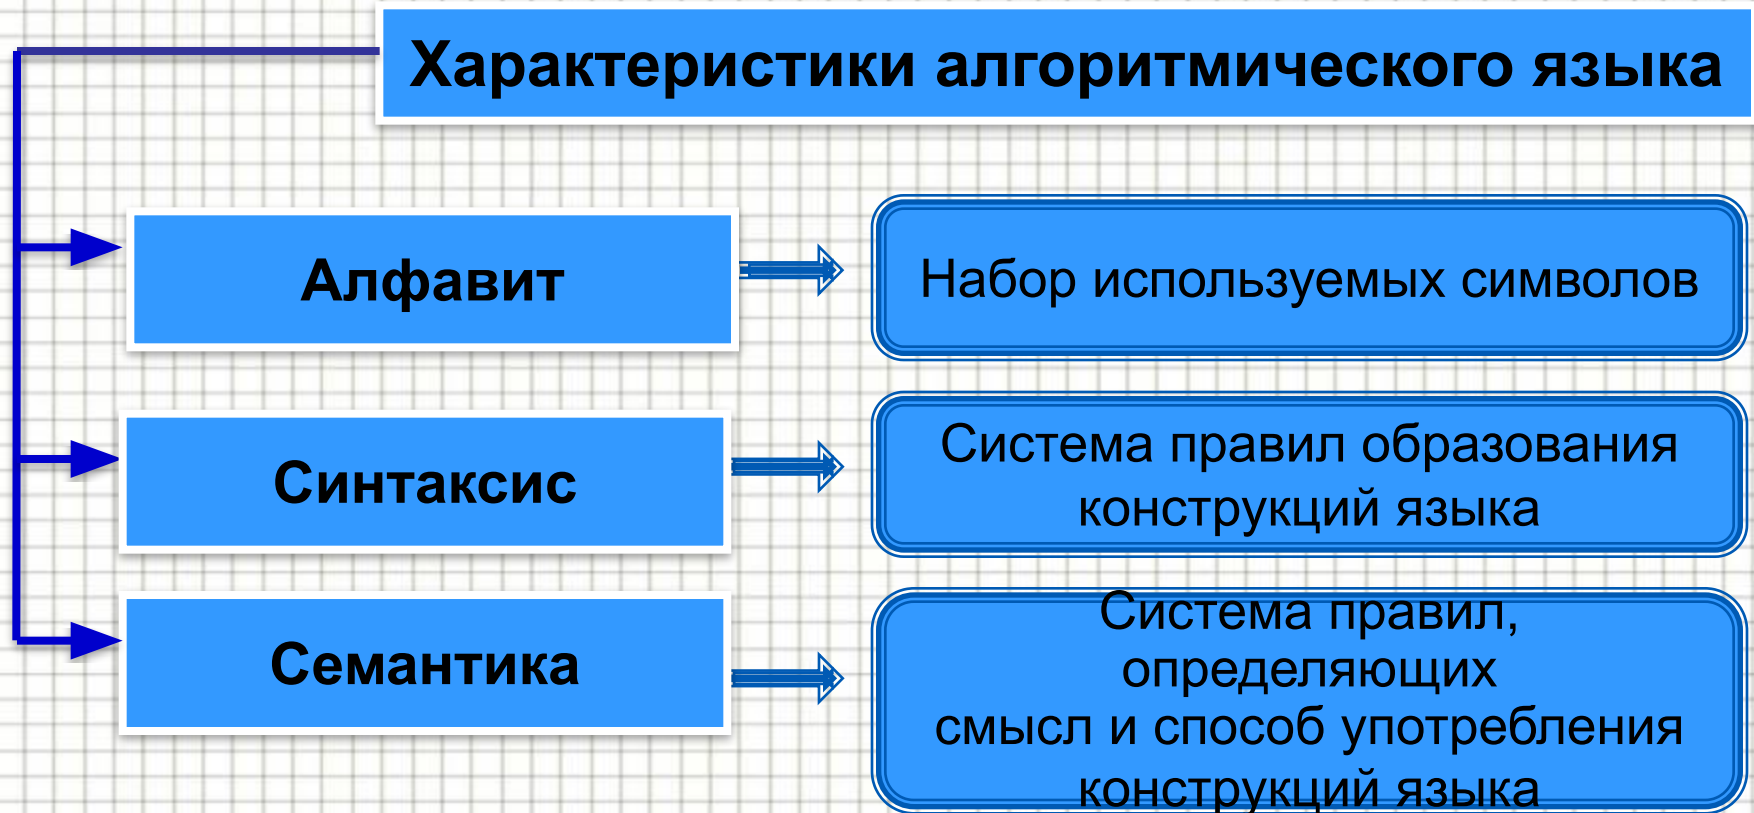 Характеристики алгоритмического языка
Алфавит
Набор используемых символов
Синтаксис
Система правил образования
конструкций языка
Семантика
Система правил,
определяющих
смысл и способ употребления
конструкций языка